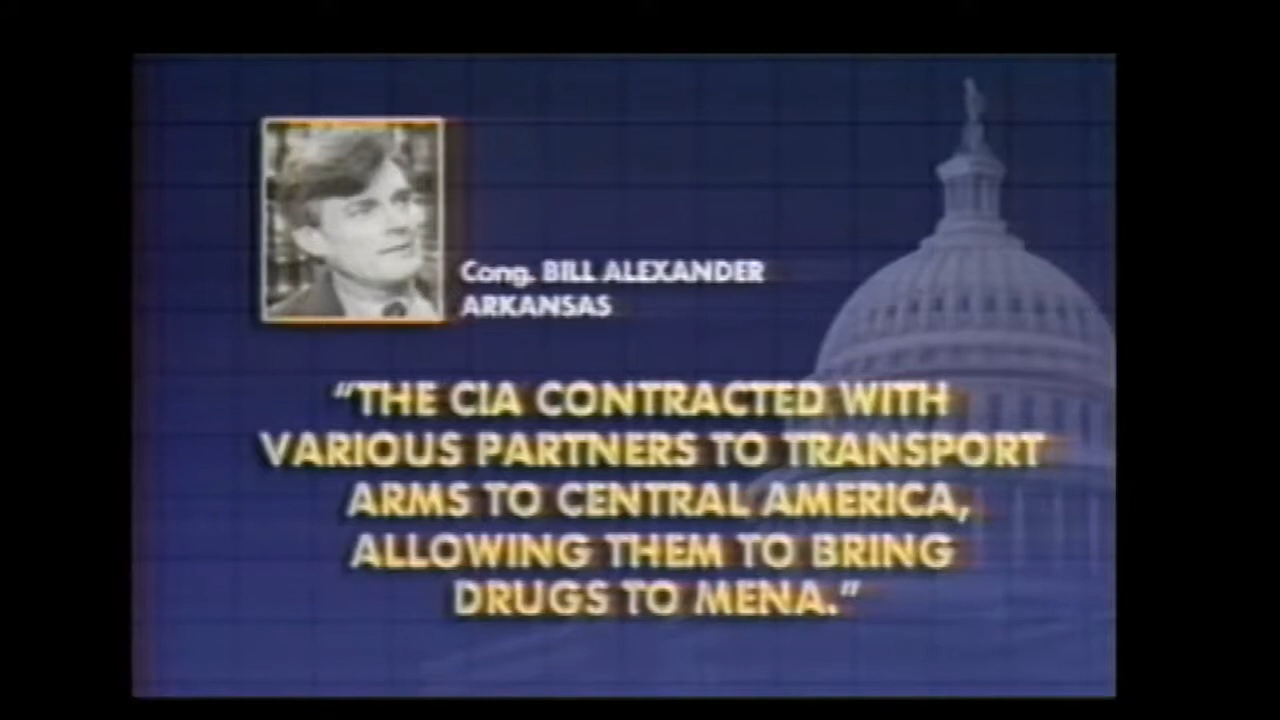 Cong. BILL ALEXANDER
ARKANSAS
“THE CIA CONTRACTED WITH
VARIOUS PARTNERS TO TRANSPORT
ARMS TO CENTRAL AMERICA,
ALLOWING THEM TO BRING
DRUGS TO MENA.”